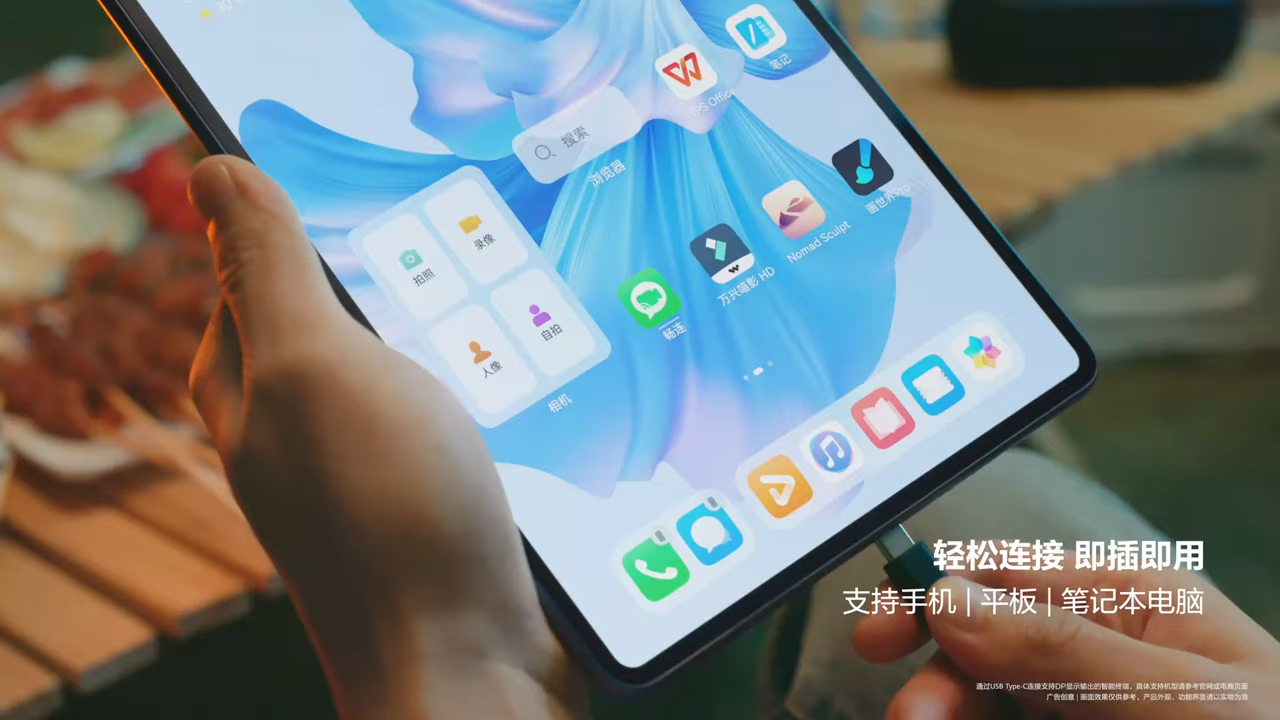 笔记
WPS Office
搜索
浏览器
画世界Pro
Nomad Sculpt
万兴喵影 HD
畅连
拍照
录像
人像
自拍
相机
轻松连接 即插即用
支持手机 | 平板 | 笔记本电脑
通过USB Type-C连接支持DP显示输出的智能终端，具体支持机型请参考官网或电商页面
广告创意 | 画面效果仅供参考，产品外观、功能界面请以实物为准